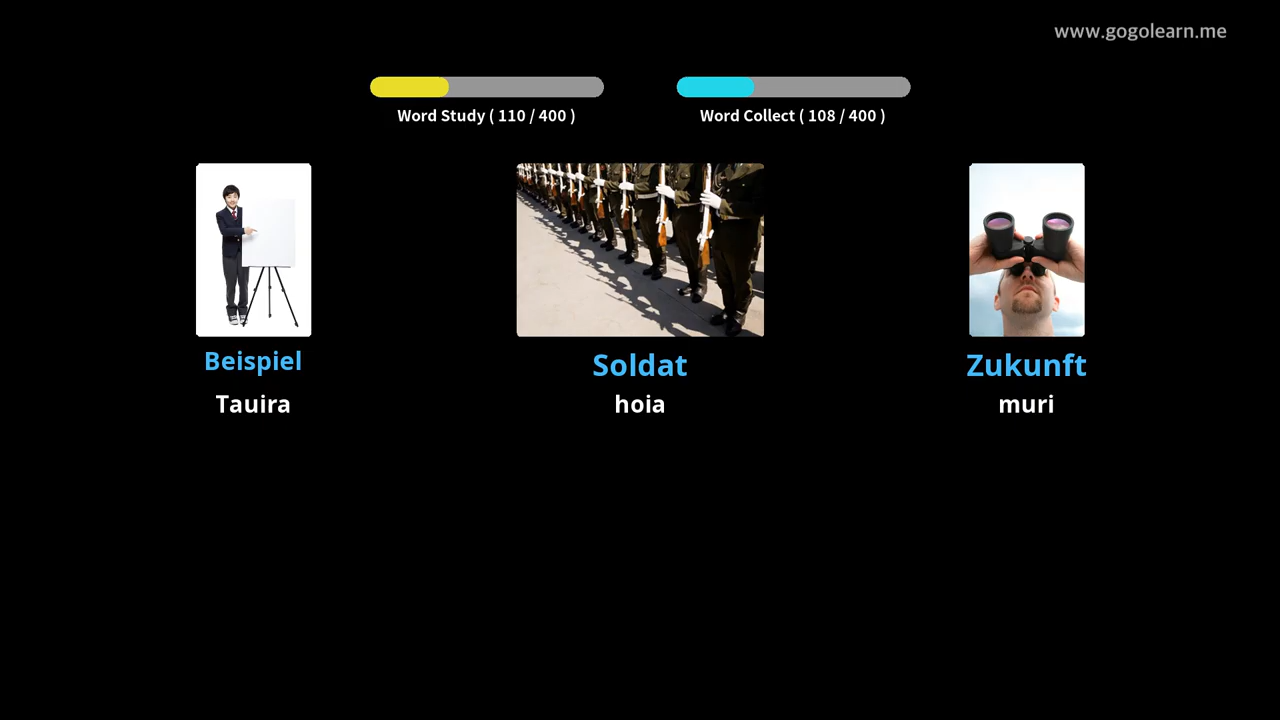 www.gogolearn.me
Word Study ( 110 / 400 )
Word Collect ( 108 / 400 )
Beispiel
Tauira
Soldat
hoia
Zukunft
muri